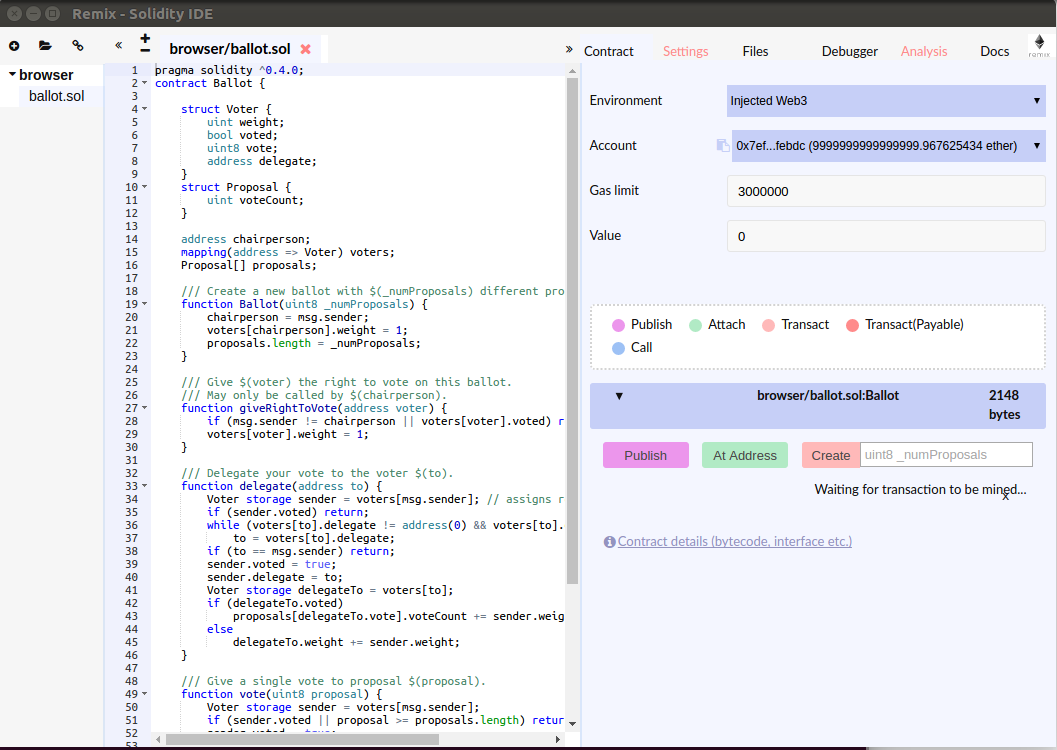 Remix - Solidity IDE
« + - browser/ballot.sol ×
» Contract Settings Files Debugger Analysis Docs
remix
browser
ballot.sol
1 pragma solidity ^0.4.0;
2 contract Ballot {
3
4 struct Voter {
5 uint weight;
6 bool voted;
7 uint8 vote;
8 address delegate;
9 }
10 struct Proposal {
11 uint voteCount;
12 }
13
14 address chairperson;
15 mapping(address => Voter) voters;
16 Proposal[] proposals;
17
18 /// Create a new ballot with $(_numProposals) different pro
19 function Ballot(uint8 _numProposals) {
20 chairperson = msg.sender;
21 voters[chairperson].weight = 1;
22 proposals.length = _numProposals;
23 }
24
25 /// Give $(voter) the right to vote on this ballot.
26 /// May only be called by $(chairperson).
27 function giveRightToVote(address voter) {
28 if (msg.sender != chairperson || voters[voter].voted) r
29 voters[voter].weight = 1;
30 }
31
32 /// Delegate your vote to the voter $(to).
33 function delegate(address to) {
34 Voter storage sender = voters[msg.sender]; // assigns r
35 if (sender.voted) return;
36 while (voters[to].delegate != address(0) && voters[to].
37 to = voters[to].delegate;
38 if (to == msg.sender) return;
39 sender.voted = true;
40 sender.delegate = to;
41 Voter storage delegateTo = voters[to];
42 if (delegateTo.voted)
43 proposals[delegateTo.vote].voteCount += sender.weig
44 else
45 delegateTo.weight += sender.weight;
46 }
47
48 /// Give a single vote to proposal $(proposal).
49 function vote(uint8 proposal) {
50 Voter storage sender = voters[msg.sender];
51 if (sender.voted || proposal >= proposals.length) retur
52
53
Environment Injected Web3
Account 0x7ef...febdc (9999999999999999.967625434 ether)
Gas limit 3000000
Value 0
Publish Attach Transact Transact(Payable)
Call
browser/ballot.sol:Ballot 2148
bytes
Publish At Address Create uint8 _numProposals
Waiting for transaction to be mined...
x
Contract details (bytecode, interface etc.)